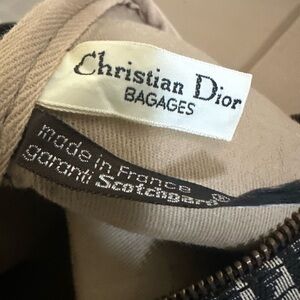 Christian Dior
BAGAGES
made in France
garanti Scotchgard®